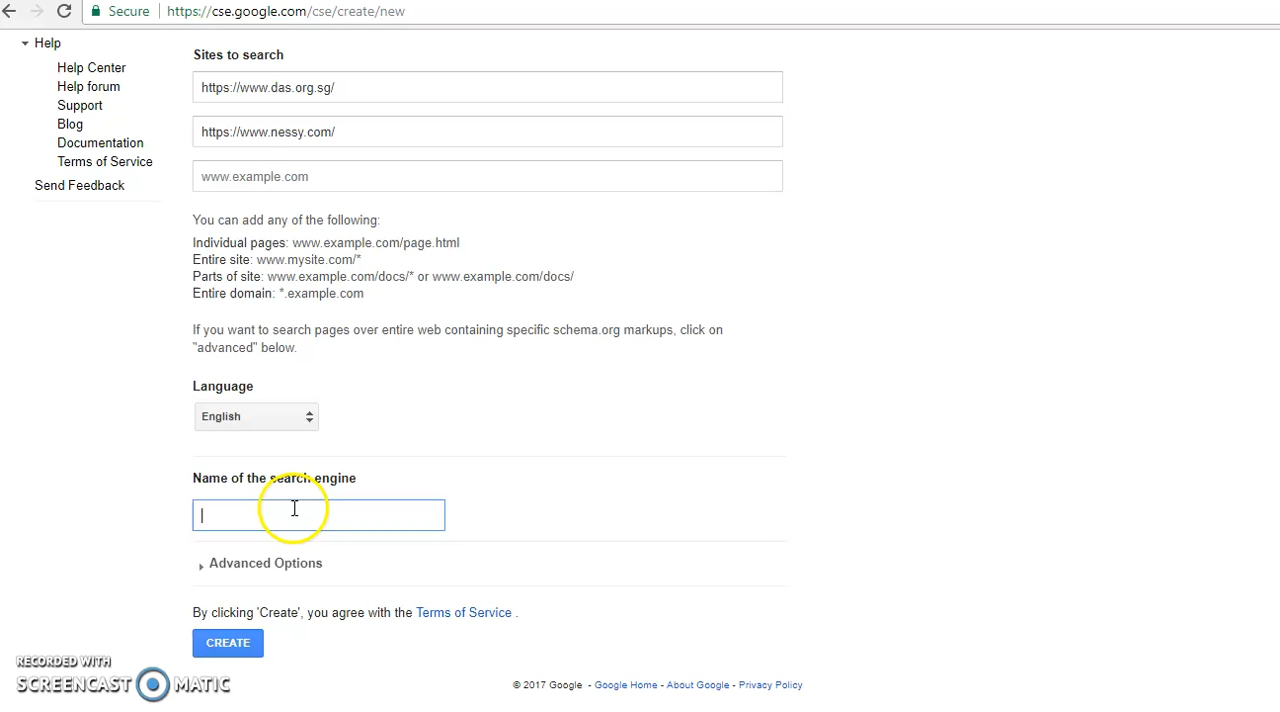 Secure https://cse.google.com/cse/create/new
Help
Help Center
Help forum
Support
Blog
Documentation
Terms of Service
Send Feedback
Sites to search
https://www.das.org.sg/
https://www.nessy.com/
www.example.com
You can add any of the following:
Individual pages: www.example.com/page.html
Entire site: www.mysite.com/*
Parts of site: www.example.com/docs/* or www.example.com/docs/
Entire domain: *.example.com
If you want to search pages over entire web containing specific schema.org markups, click on
"advanced" below.
Language
English
Name of the search engine
Advanced Options
By clicking 'Create', you agree with the Terms of Service .
CREATE
© 2017 Google - Google Home - About Google - Privacy Policy
RECORDED WITH
SCREENCAST MATIC